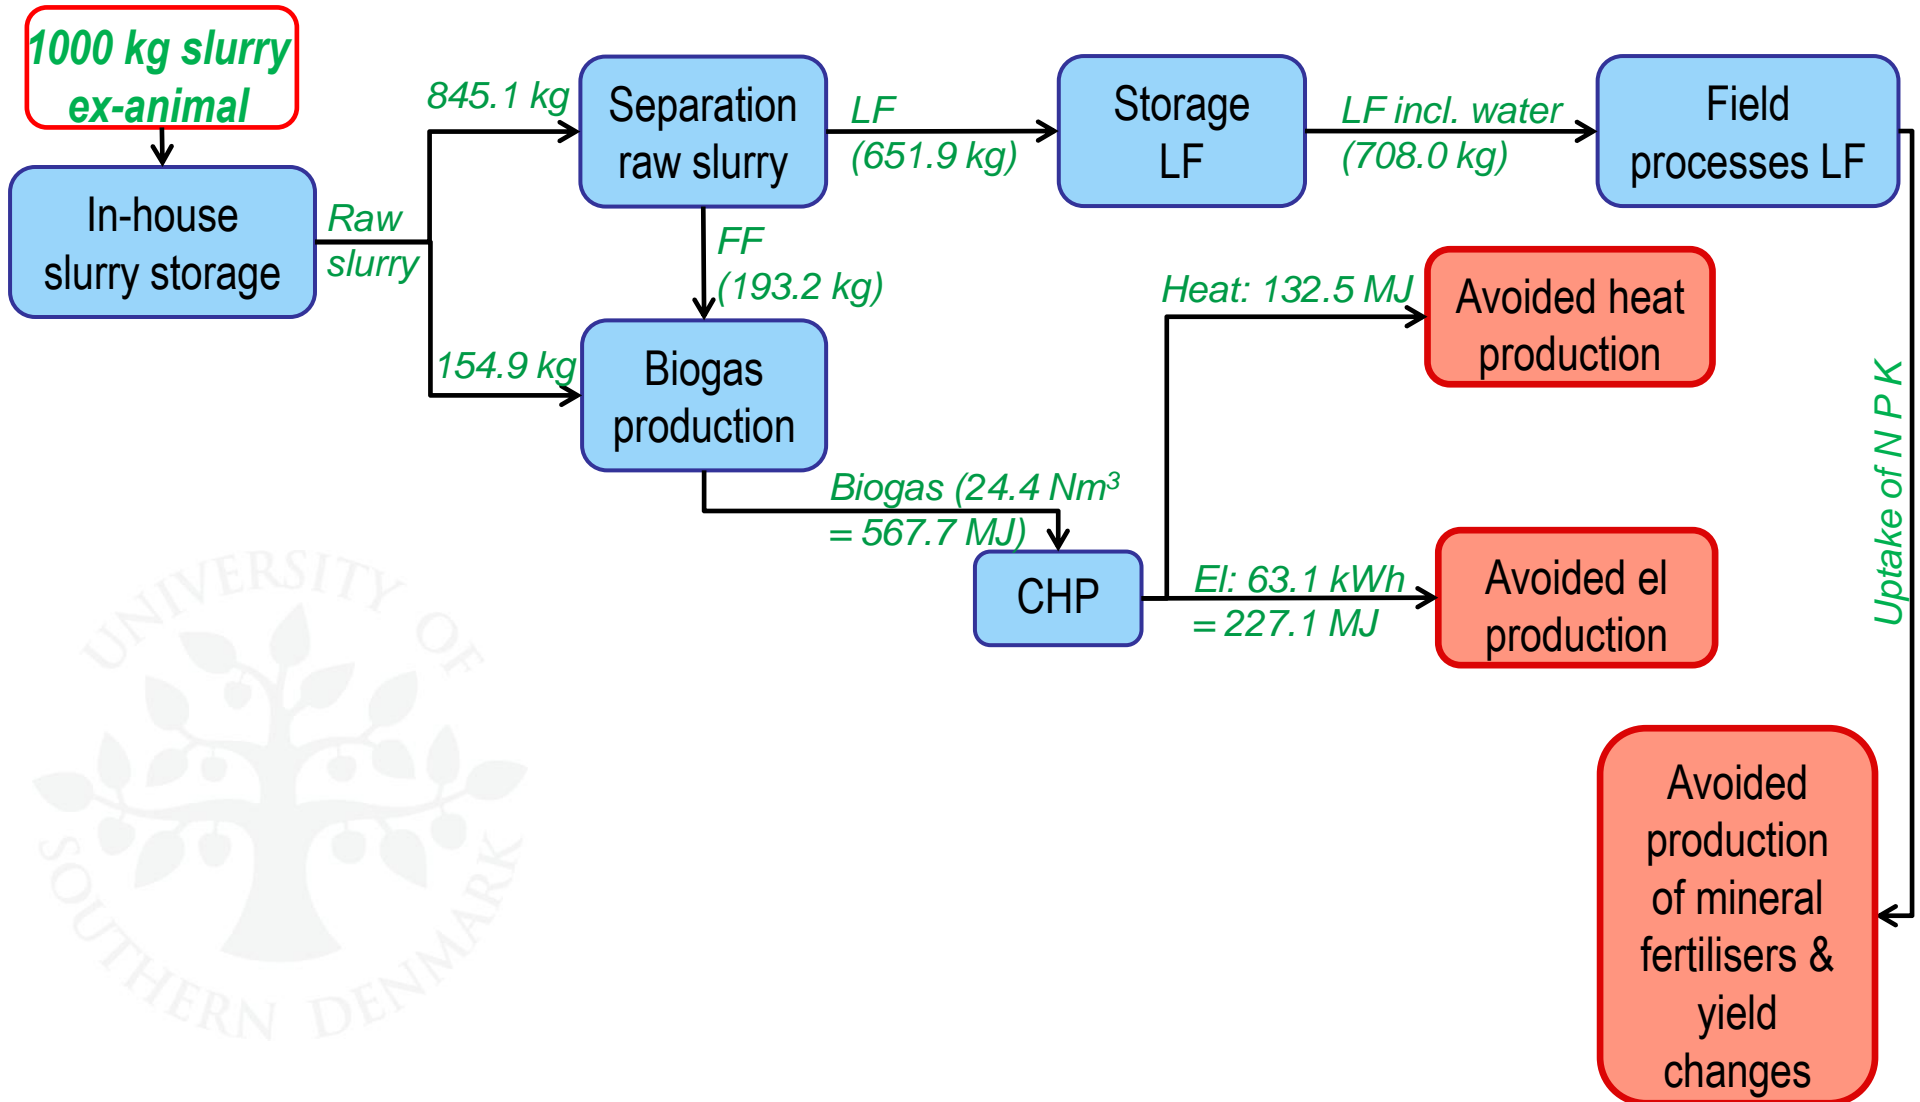 1000 kg slurry
ex-animal
In-house
slurry storage
Raw
slurry
845.1 kg
154.9 kg
Separation
raw slurry
LF
(651.9 kg)
Storage
LF
LF incl. water
(708.0 kg)
Field
processes LF
FF
(193.2 kg)
Biogas
production
Biogas (24.4 Nm³
= 567.7 MJ)
CHP
Heat: 132.5 MJ
Avoided heat
production
El: 63.1 kWh
= 227.1 MJ
Avoided el
production
Uptake of N P K
Avoided
production
of mineral
fertilisers &
yield
changes
UNIVERSITY OF
SOUTHERN DENMARK